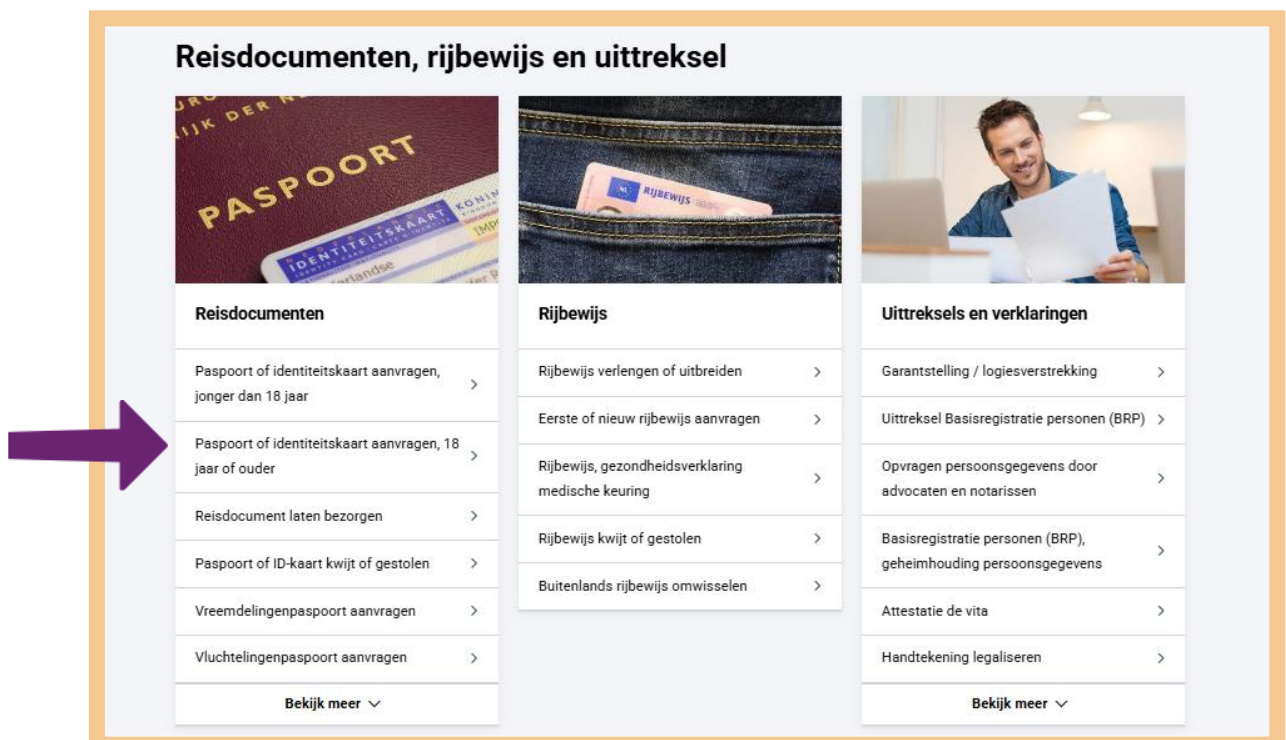 Reisdocumenten, rijbewijs en uittreksel
PASPOORT
IDENTITEITSKAART
RIJBEWIJS
Reisdocumenten
Paspoort of identiteitskaart aanvragen,
jonger dan 18 jaar
Paspoort of identiteitskaart aanvragen, 18
jaar of ouder
Reisdocument laten bezorgen
Paspoort of ID-kaart kwijt of gestolen
Vreemdelingenpaspoort aanvragen
Vluchtelingenpaspoort aanvragen
Bekijk meer
Rijbewijs
Rijbewijs verlengen of uitbreiden
Eerste of nieuw rijbewijs aanvragen
Rijbewijs, gezondheidsverklaring
medische keuring
Rijbewijs kwijt of gestolen
Buitenlands rijbewijs omwisselen
Uittreksels en verklaringen
Garantstelling / logiesverstrekking
Uittreksel Basisregistratie personen (BRP)
Opvragen persoonsgegevens door
advocaten en notarissen
Basisregistratie personen (BRP),
geheimhouding persoonsgegevens
Attestatie de vita
Handtekening legaliseren
Bekijk meer